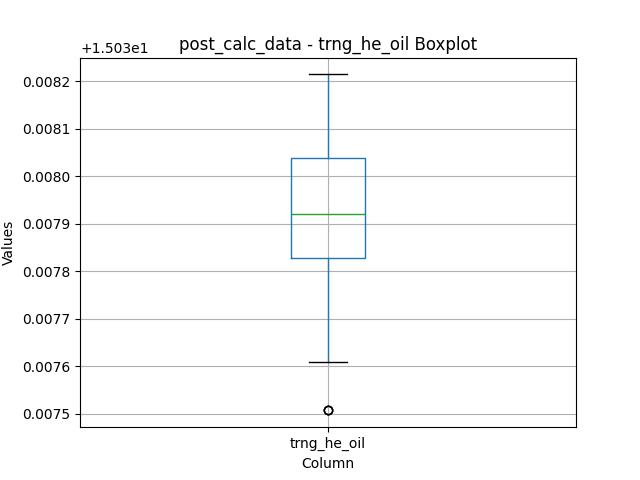 +1.503e1
post_calc_data - trng_he_oil Boxplot
0.0082
0.0081
0.0080
0.0079
0.0078
0.0077
0.0076
0.0075
Values
trng_he_oil
Column